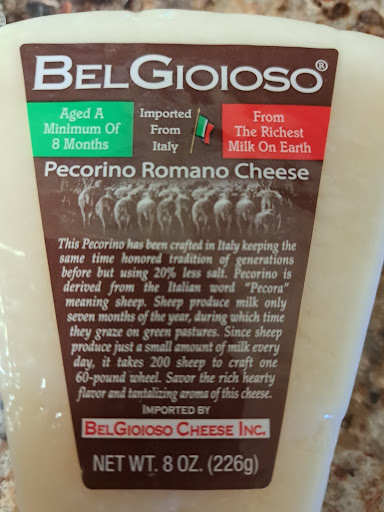 BELGIOIOSO®
Aged A
Minimum Of
8 Months
Imported
From
Italy
From
The Richest
Milk On Earth
Pecorino Romano Cheese
This Pecorino has been crafted in Italy keeping the
same time honored tradition of generations
before but using 20% less salt. Pecorino is
derived from the Italian word "Pecora"
meaning sheep. Sheep produce milk only
seven months of the year, during which time
they graze on green pastures. Since sheep
produce just a small amount of milk every
day, it takes 200 sheep to craft one
60-pound wheel. Savor the rich hearty
flavor and tantalizing aroma of this cheese.
IMPORTED BY
BELGIOIOSO CHEESE INC.
NET WT. 8 OZ. (226g)